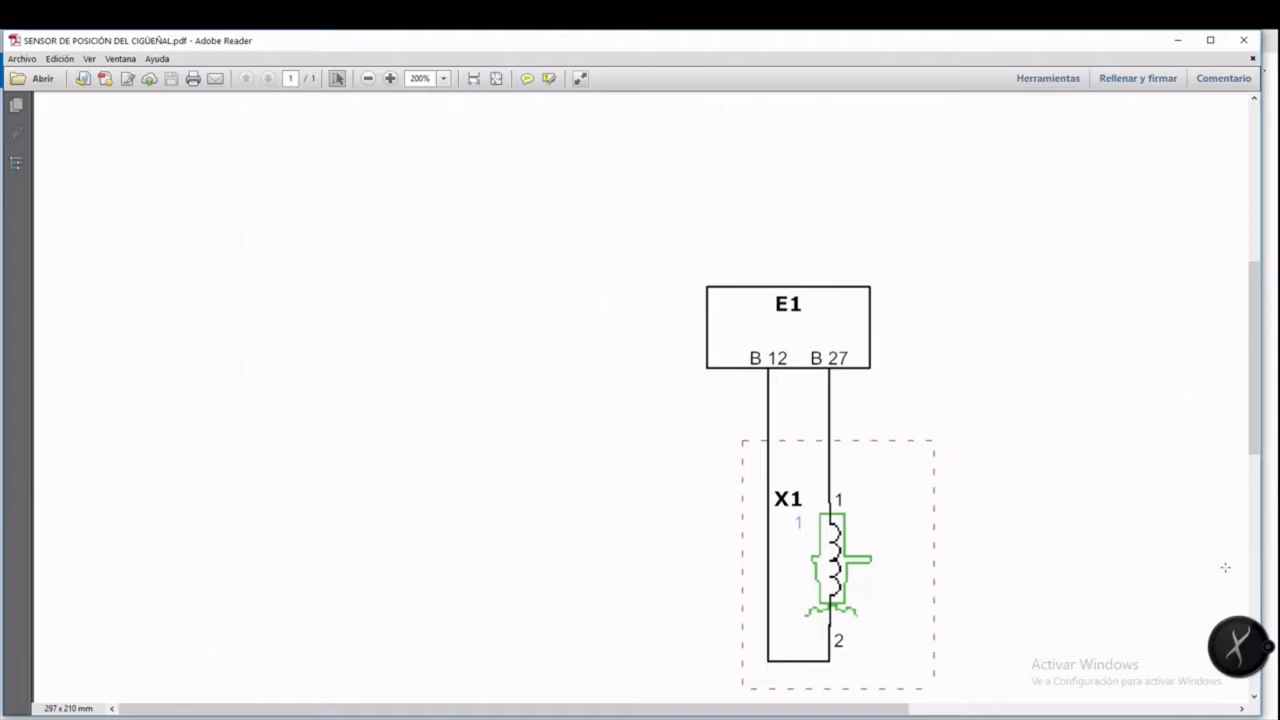 SENSOR DE POSICIÓN DEL CIGÜEÑAL.pdf - Adobe Reader
Archivo Edición Ver Ventana Ayuda
Abrir 1 / 1 200% Herramientas Rellenar y firmar Comentario
E1
B 12 B 27
X1 1
1
2
Activar Windows
Ve a Configuración para activar Windows.
297 x 210 mm